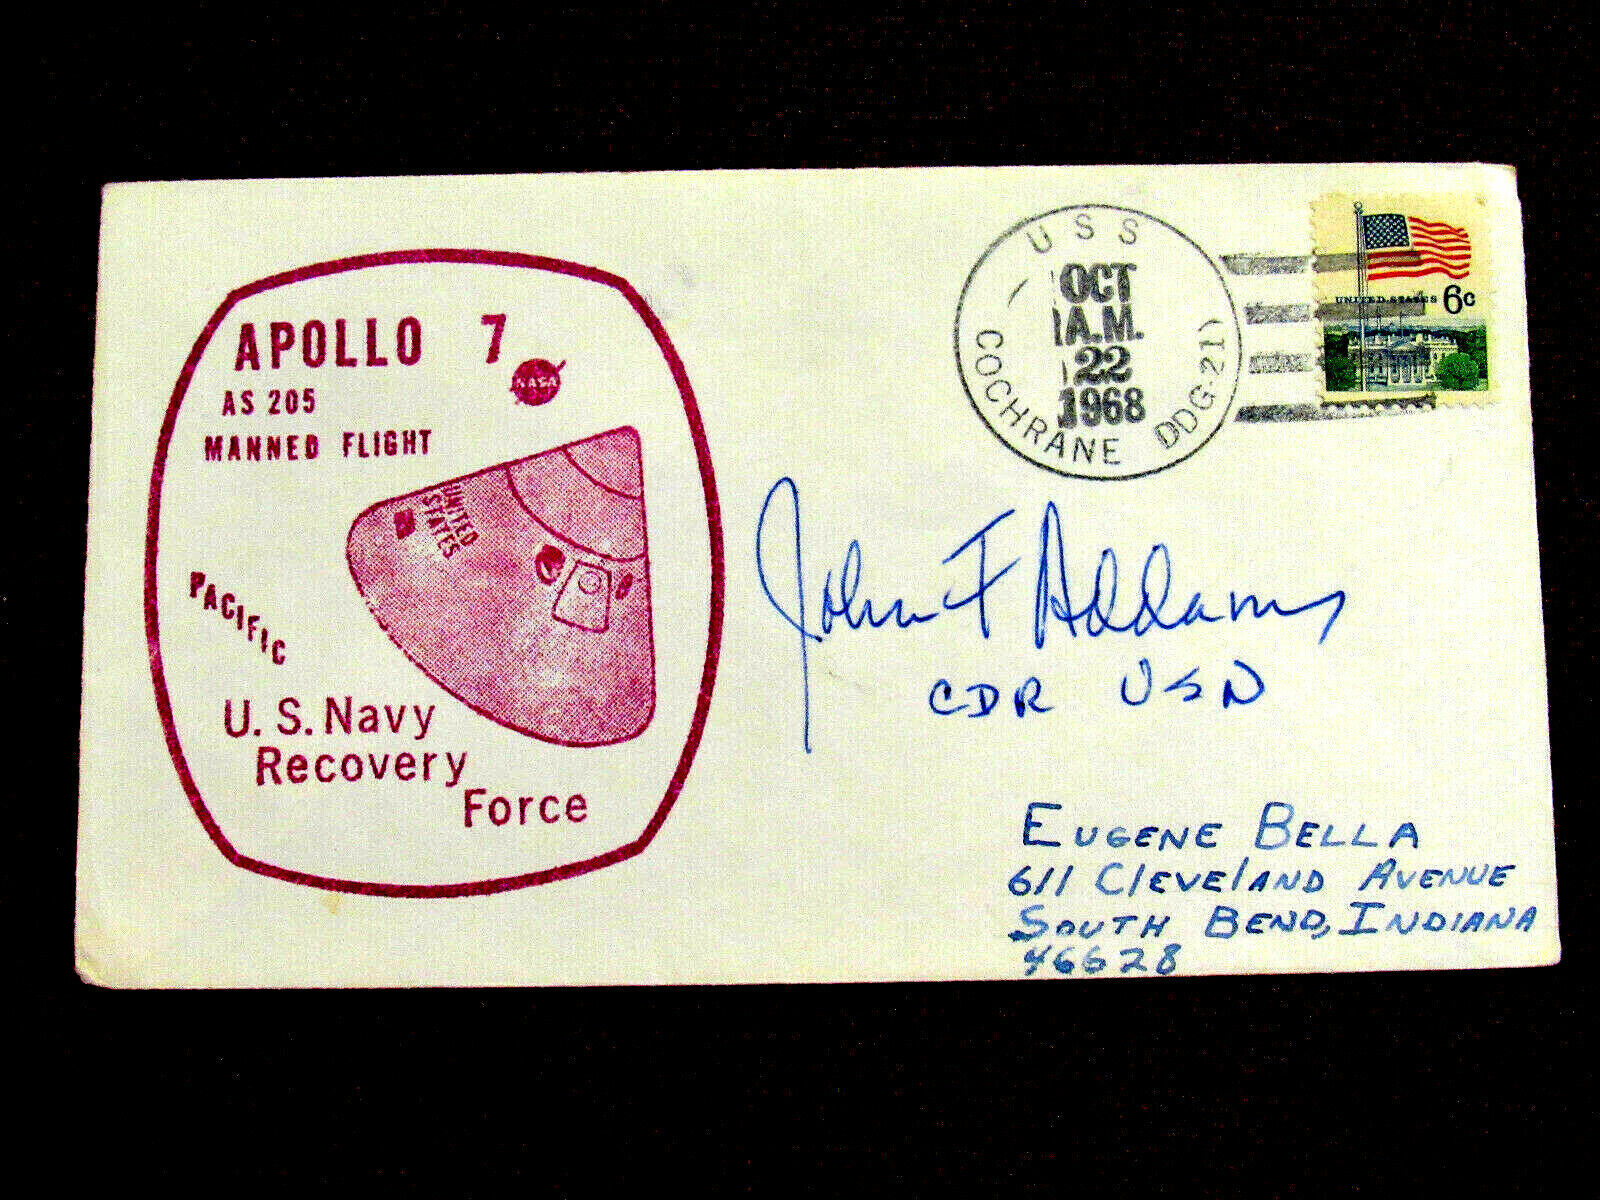 APOLLO 7
NASA
AS 205
MANNED FLIGHT
UNITED
STATES
PACIFIC
U. S. Navy
Recovery
Force
USS
COCHRANE DDG-21)
OCT
A.M.
22
1968
UNITED STATES 6c
John F Addams
CDR USN
EUGENE BELLA
611 CLEVELAND AVENUE
SOUTH BEND, INDIANA
46628